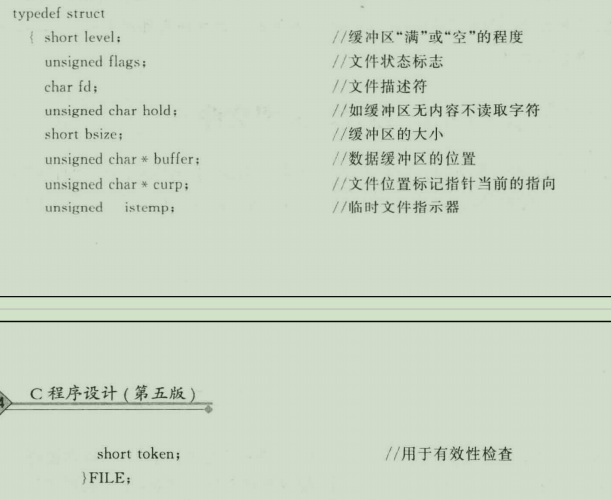 typedef struct
{ short level; //缓冲区“满”或“空”的程度
unsigned flags; //文件状态标志
char fd; //文件描述符
unsigned char hold; //如缓冲区无内容不读取字符
short bsize; //缓冲区的大小
unsigned char * buffer; //数据缓冲区的位置
unsigned char * curp; //文件位置标记指针当前的指向
unsigned istemp; //临时文件指示器
C 程序设计(第五版)
short token; //用于有效性检查
}FILE;